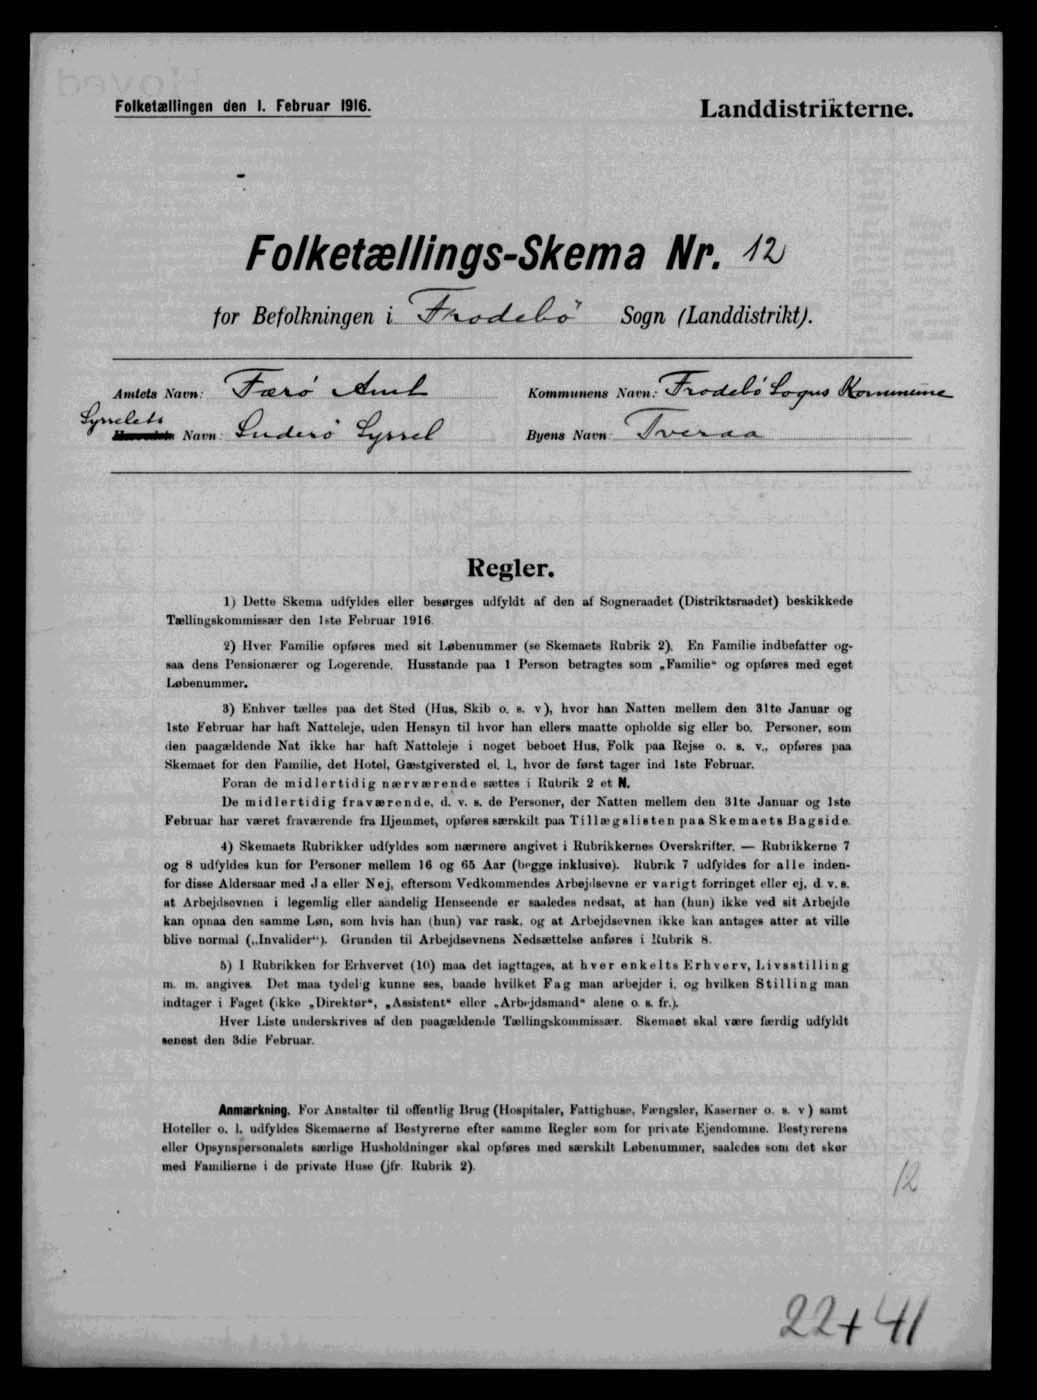 Folketællingen den 1. Februar 1916.
Landdistrikterne.
Folketællings-Skema Nr. 12
for Befolkningen i Frodebö Sogn (Landdistrikt).
Amtets Navn: Færö Amt
Kommunens Navn: Frodebö Sogns Kommune
Sysselets
Herredets Navn: Suderö Syssel
Byens Navn: Tveraa
Regler.
1) Dette Skema udfyldes eller besørges udfyldt af den af Sogneraadet (Distriktsraadet) beskikkede
Tællingskommissær den 1ste Februar 1916.
2) Hver Familie opføres med sit Løbenummer (se Skemaets Rubrik 2). En Familie indbefatter og-
saa dens Pensionærer og Logerende. Husstande paa 1 Person betragtes som „Familie“ og opføres med eget
Løbenummer.
3) Enhver tælles paa det Sted (Hus, Skib o. s. v), hvor han Natten mellem den 31te Januar og
1ste Februar har haft Natteleje, uden Hensyn til hvor han ellers maatte opholde sig eller bo. Personer, som
den paagældende Nat ikke har haft Natteleje i noget beboet Hus, Folk paa Rejse o. s. v., opføres paa
Skemaet for den Familie, det Hotel, Gæstgiversted el. l., hvor de først tager ind 1ste Februar.
Foran de midlertidig nærværende sættes i Rubrik 2 et N.
De midlertidig fraværende, d. v. s. de Personer, der Natten mellem den 31te Januar og 1ste
Februar har været fraværende fra Hjemmet, opføres særskilt paa Tillægslisten paa Skemaets Bagside.
4) Skemaets Rubrikker udfyldes som nærmere angivet i Rubrikkernes Overskrifter. — Rubrikkerne 7
og 8 udfyldes kun for Personer mellem 16 og 65 Aar (begge inklusive). Rubrik 7 udfyldes for alle inden-
for disse Aldersaar med Ja eller Nej, eftersom Vedkommendes Arbejdsevne er varigt forringet eller ej, d. v. s.
at Arbejdsevnen i legemlig eller aandelig Henseende er saaledes nedsat, at han (hun) ikke ved sit Arbejde
kan opnaa den samme Løn, som hvis han (hun) var rask, og at Arbejdsevnen ikke kan antages atter at ville
blive normal („Invalider“). Grunden til Arbejdsevnens Nedsættelse anføres i Rubrik 8.
5) I Rubrikken for Erhvervet (10) maa det iagttages, at hver enkelts Erhverv, Livsstilling
m. m. angives. Det maa tydelig kunne ses, baade hvilket Fag man arbejder i, og hvilken Stilling man
indtager i Faget (ikke „Direktør“, „Assistent“ eller „Arbejdsmand“ alene o. s. fr.).
Hver Liste underskrives af den paagældende Tællingskommissær. Skemaet skal være færdig udfyldt
senest den 3die Februar.
Anmærkning. For Anstalter til offentlig Brug (Hospitaler, Fattighuse, Fængsler, Kaserner o. s. v) samt
Hoteller o. l. udfyldes Skemaerne af Bestyrerne efter samme Regler som for private Ejendomme. Bestyrerens
eller Opsynspersonalets særlige Husholdninger skal opføres med særskilt Løbenummer, saaledes som det sker
med Familierne i de private Huse (jfr. Rubrik 2).
12
22+41